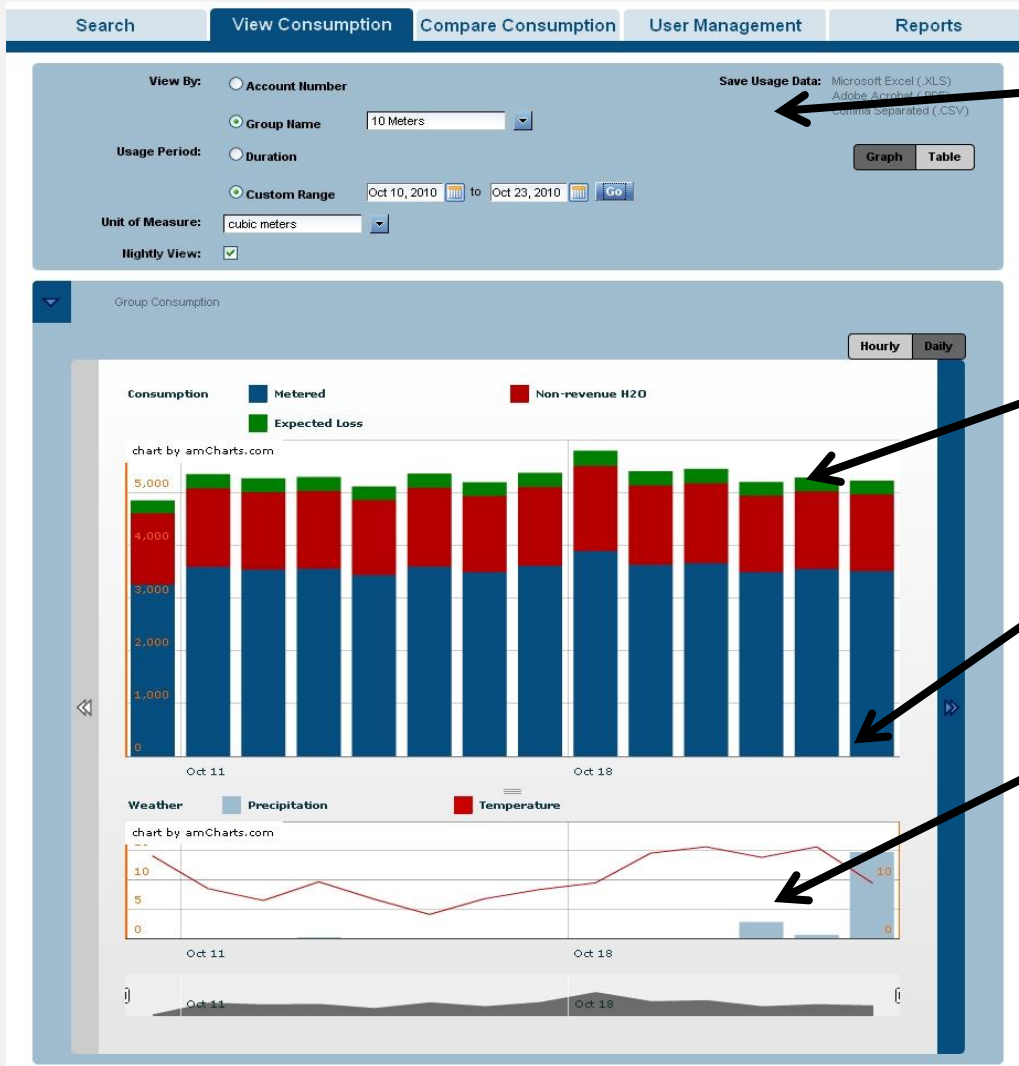 Search View Consumption Compare Consumption User Management Reports
View By: Account Number Save Usage Data: Microsoft Excel (.XLS)
Adobe Acrobat (.PDF)
Group Name 10 Meters Comma Separated (.CSV)
Usage Period: Duration Graph Table
Custom Range Oct 10, 2010 to Oct 23, 2010 Go
Unit of Measure: cubic meters
Nightly View:
Group Consumption
Hourly Daily
Consumption Metered Non-revenue H2O
Expected Loss
chart by amCharts.com
5,000
4,000
3,000
2,000
1,000
0
Oct 11 Oct 18
Weather Precipitation Temperature
chart by amCharts.com
10 10
5
0 0
Oct 11 Oct 18
Oct 11 Oct 18